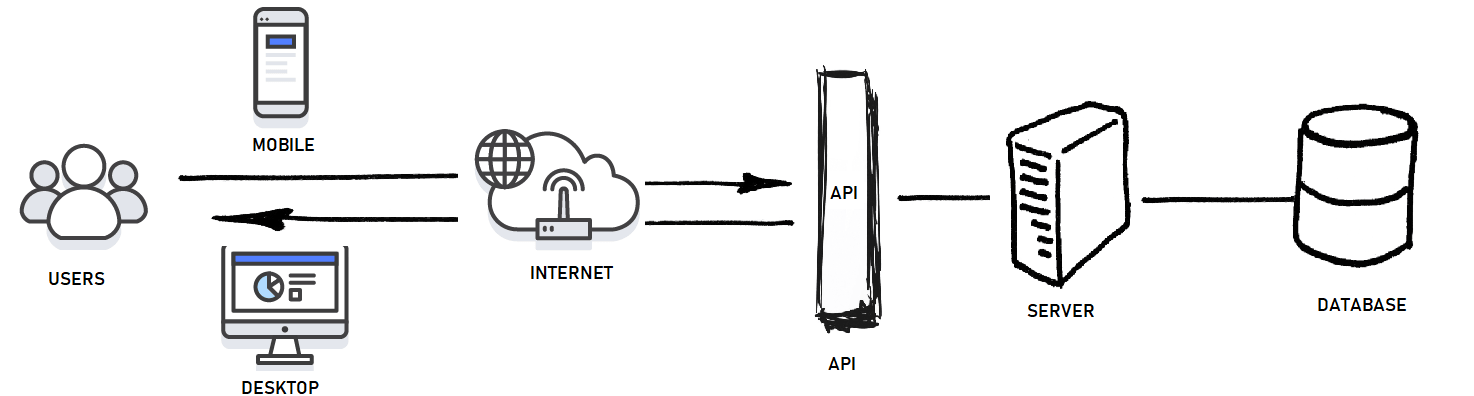 MOBILE
USERS
DESKTOP
INTERNET
API
API
SERVER
DATABASE